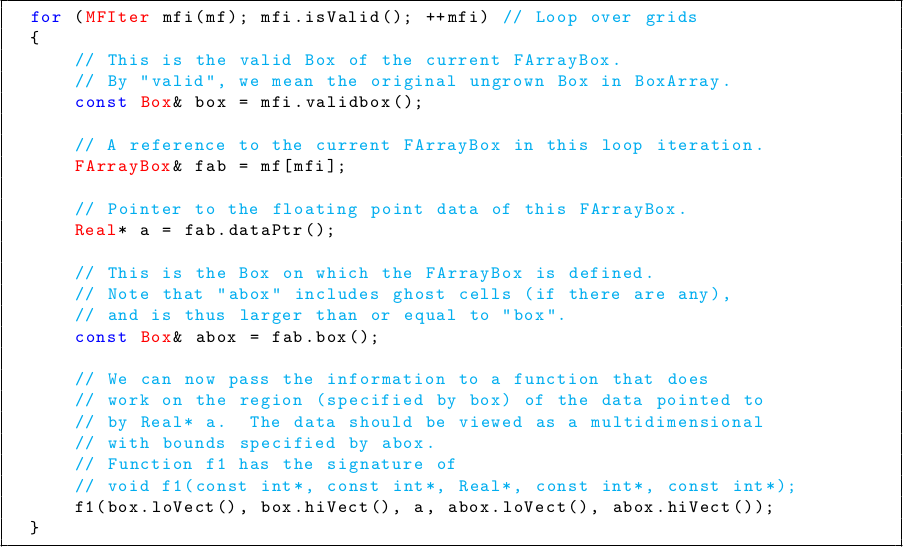 for (MFIter mfi(mf); mfi.isValid(); ++mfi) // Loop over grids
{
    // This is the valid Box of the current FArrayBox.
    // By "valid", we mean the original ungrown Box in BoxArray.
    const Box& box = mfi.validbox();

    // A reference to the current FArrayBox in this loop iteration.
    FArrayBox& fab = mf[mfi];

    // Pointer to the floating point data of this FArrayBox.
    Real* a = fab.dataPtr();

    // This is the Box on which the FArrayBox is defined.
    // Note that "abox" includes ghost cells (if there are any),
    // and is thus larger than or equal to "box".
    const Box& abox = fab.box();

    // We can now pass the information to a function that does
    // work on the region (specified by box) of the data pointed to
    // by Real* a.  The data should be viewed as a multidimensional
    // with bounds specified by abox.
    // Function f1 has the signature of
    // void f1(const int*, const int*, Real*, const int*, const int*);
    f1(box.loVect(), box.hiVect(), a, abox.loVect(), abox.hiVect());
}